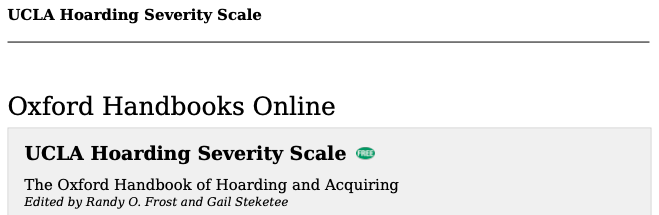 UCLA Hoarding Severity Scale
Oxford Handbooks Online
UCLA Hoarding Severity Scale FREE
The Oxford Handbook of Hoarding and Acquiring
Edited by Randy O. Frost and Gail Steketee